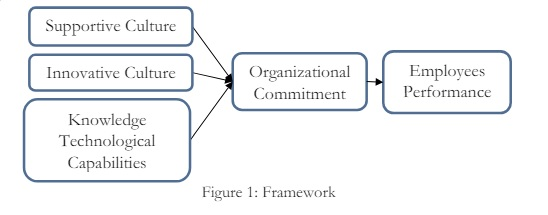 Supportive Culture
Innovative Culture
Knowledge
Technological
Capabilities
Organizational
Commitment
Employees
Performance
Figure 1: Framework